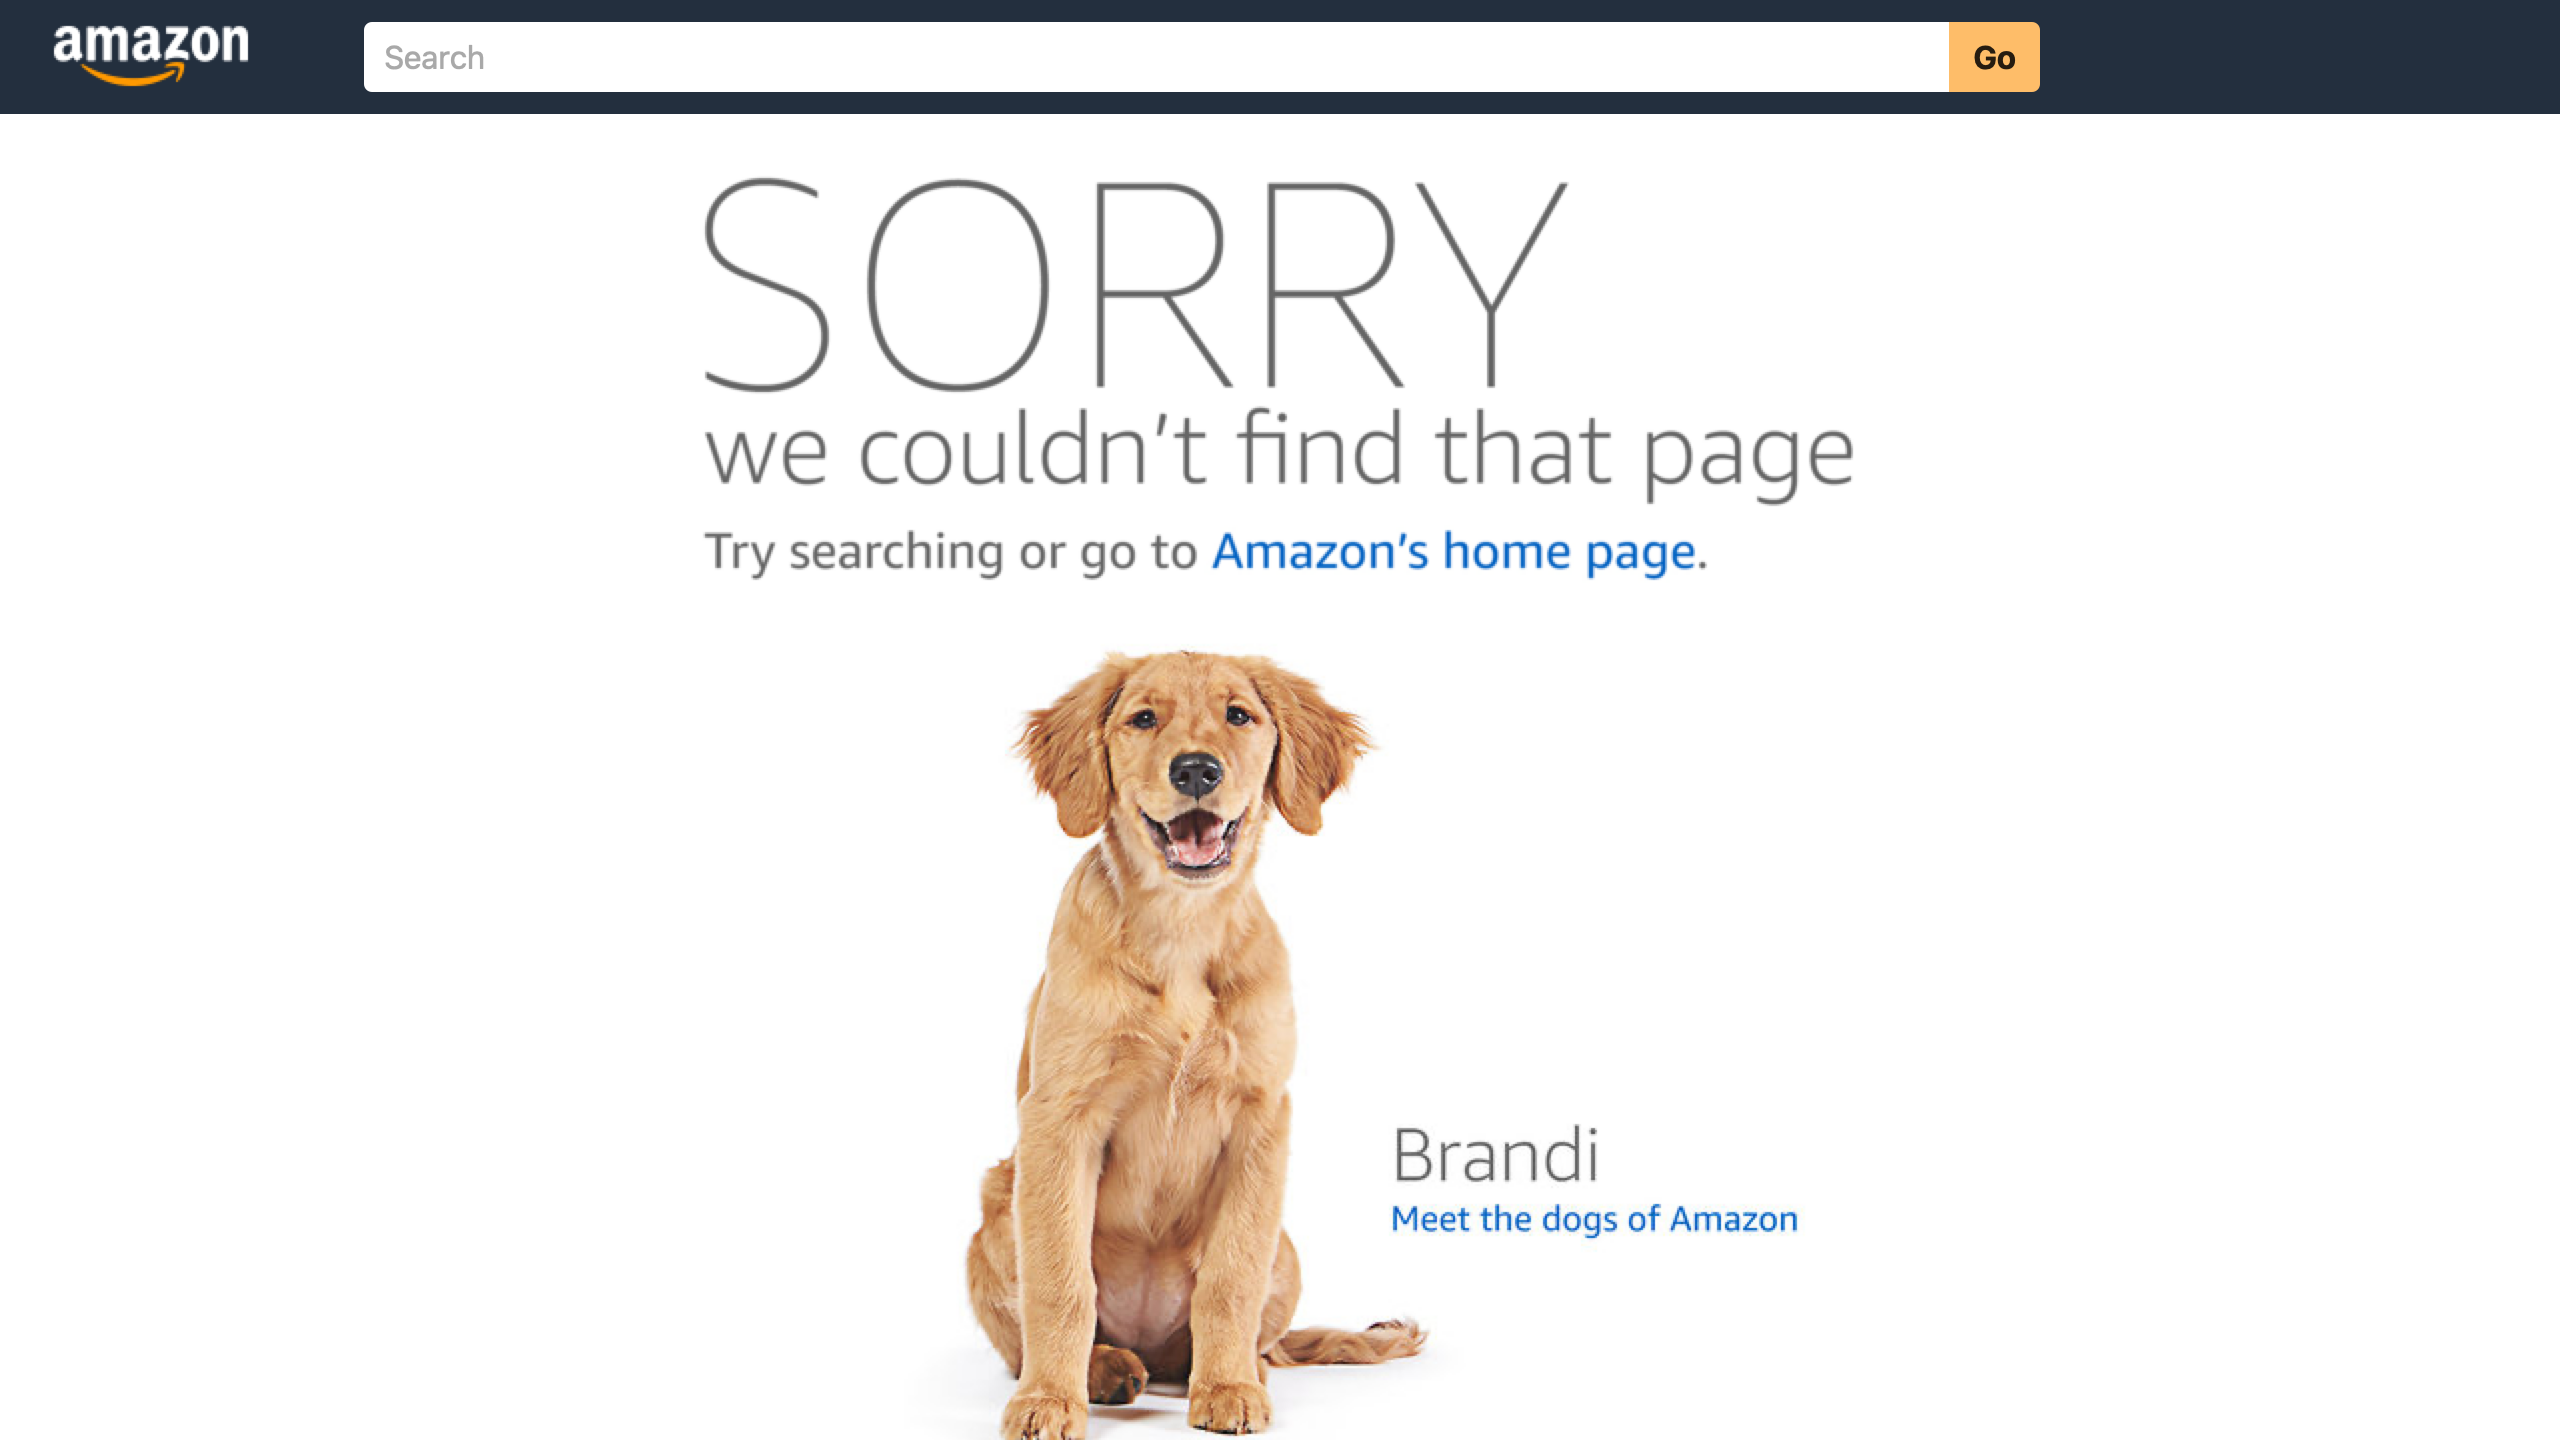 amazon
Search
Go
SORRY
we couldn't find that page
Try searching or go to Amazon's home page.
Brandi
Meet the dogs of Amazon